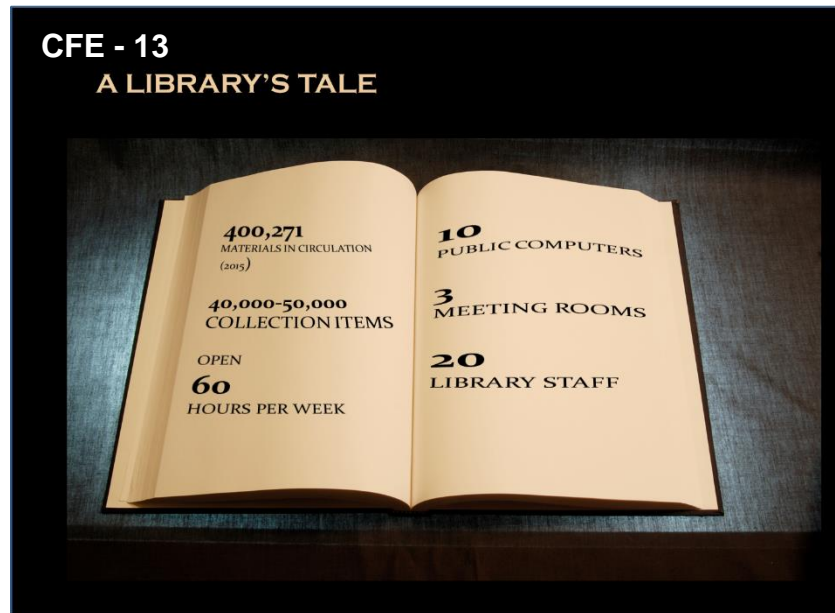 CFE - 13
A LIBRARY'S TALE
400,271
MATERIALS IN CIRCULATION
(2015)
40,000-50,000
COLLECTION ITEMS
OPEN
60
HOURS PER WEEK
10
PUBLIC COMPUTERS
3
MEETING ROOMS
20
LIBRARY STAFF